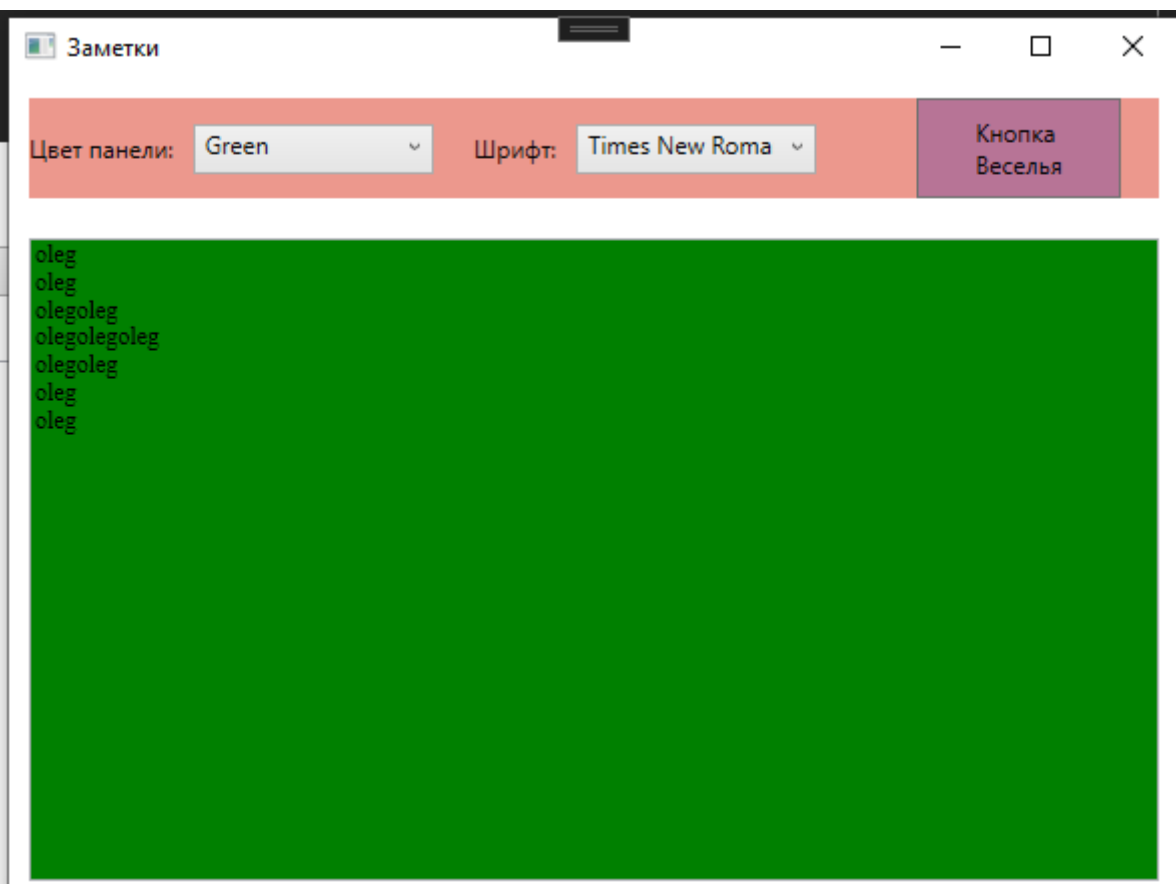 Заметки
Цвет панели: Green Шрифт: Times New Roma Кнопка
Веселья
oleg
oleg
olegoleg
olegolegoleg
olegoleg
oleg
oleg